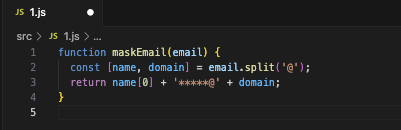 JS 1.js
src > JS 1.js > ...
1 function maskEmail(email) {
2 const [name, domain] = email.split('@');
3 return name[0] + '*****@' + domain;
4 }
5